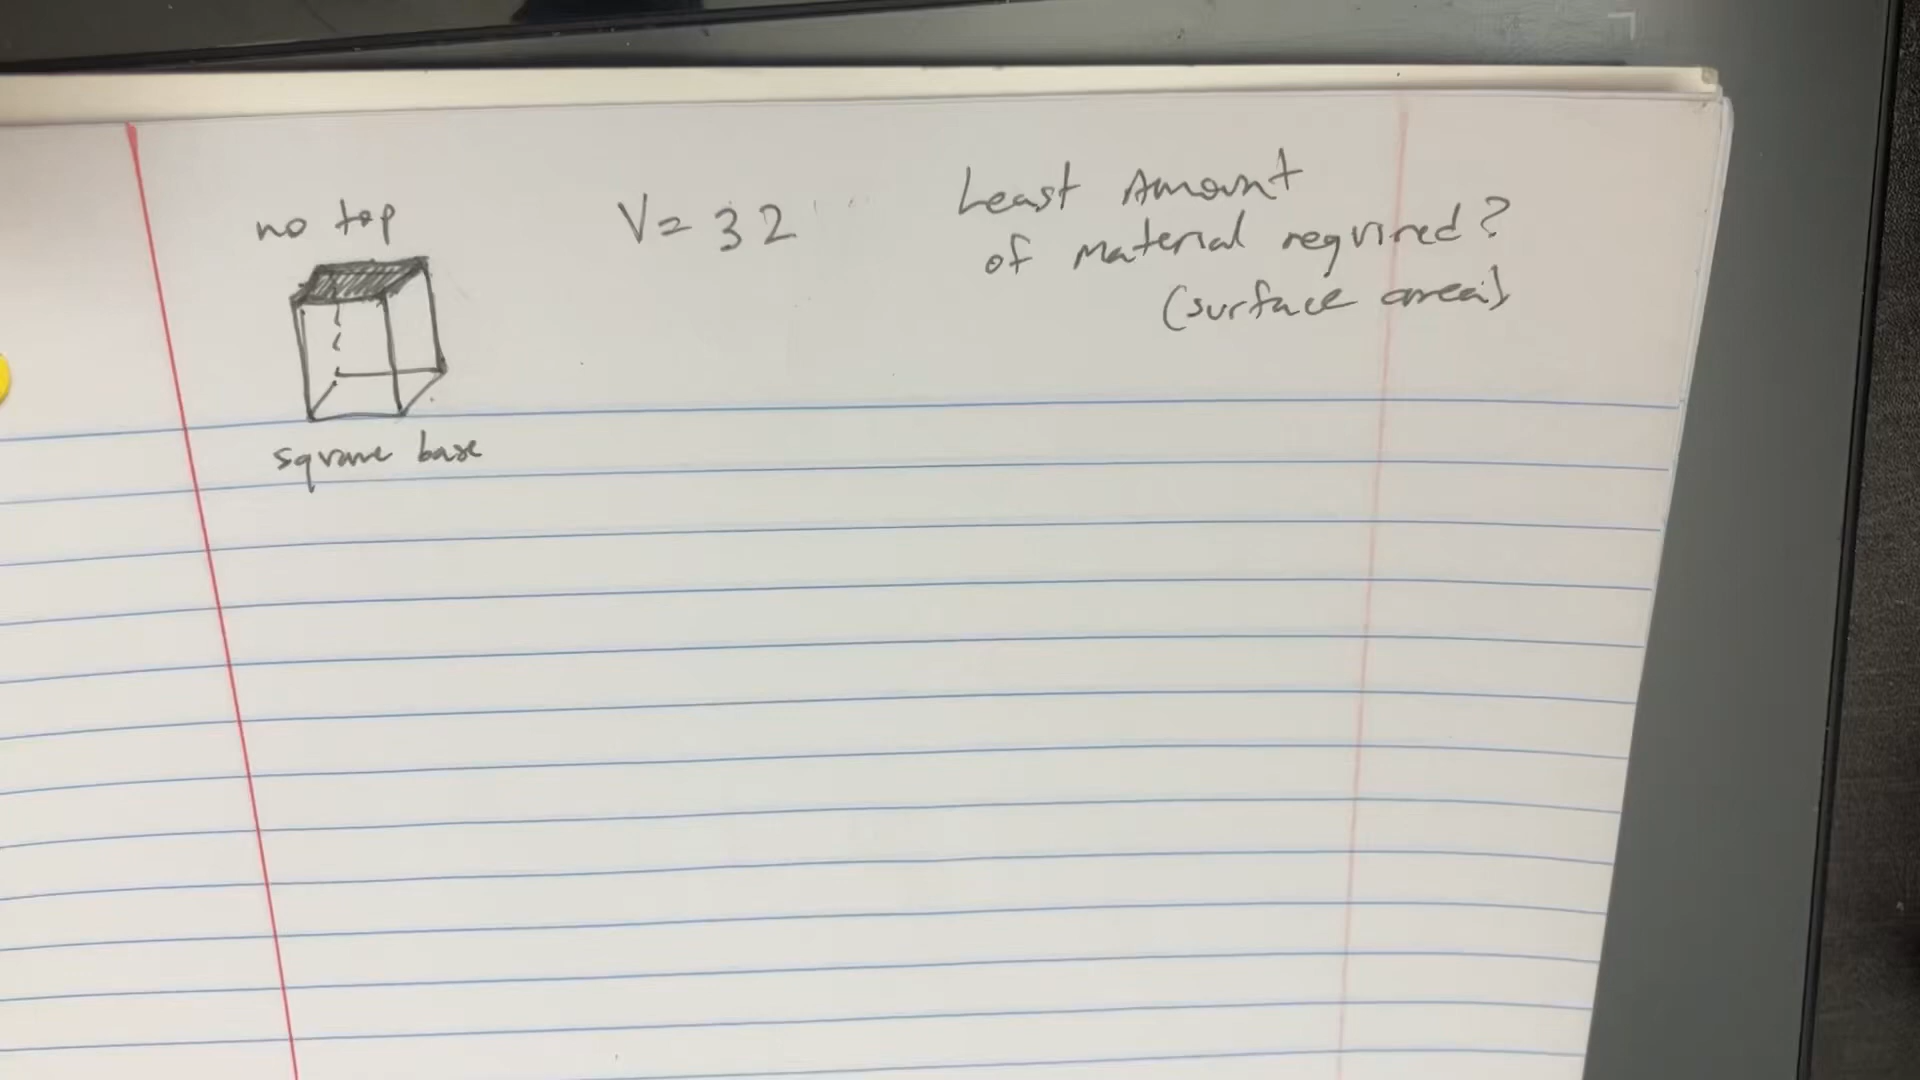 no top
square base
V= 32
Least Amount
of material required?
(surface area)